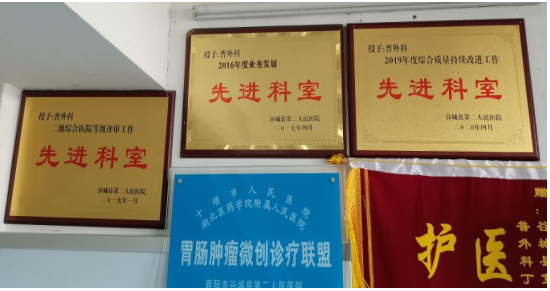 授予:普外科
二级综合医院等级评审工作
先进科室
谷城县第二人民医院
二〇一九年一月
授予:普外科
2016年度业务发展
先进科室
谷城县第二人民医院
二〇一七年四月
授予:普外科
2019年度综合质量持续改进工作
先进科室
谷城县第二人民医院
二〇二〇年四月
十堰市人民医院
湖北医药学院附属人民医院
胃肠肿瘤微创诊疗联盟
襄阳市谷城县第二人民医院
赠
谷城县
普外科丁
护医